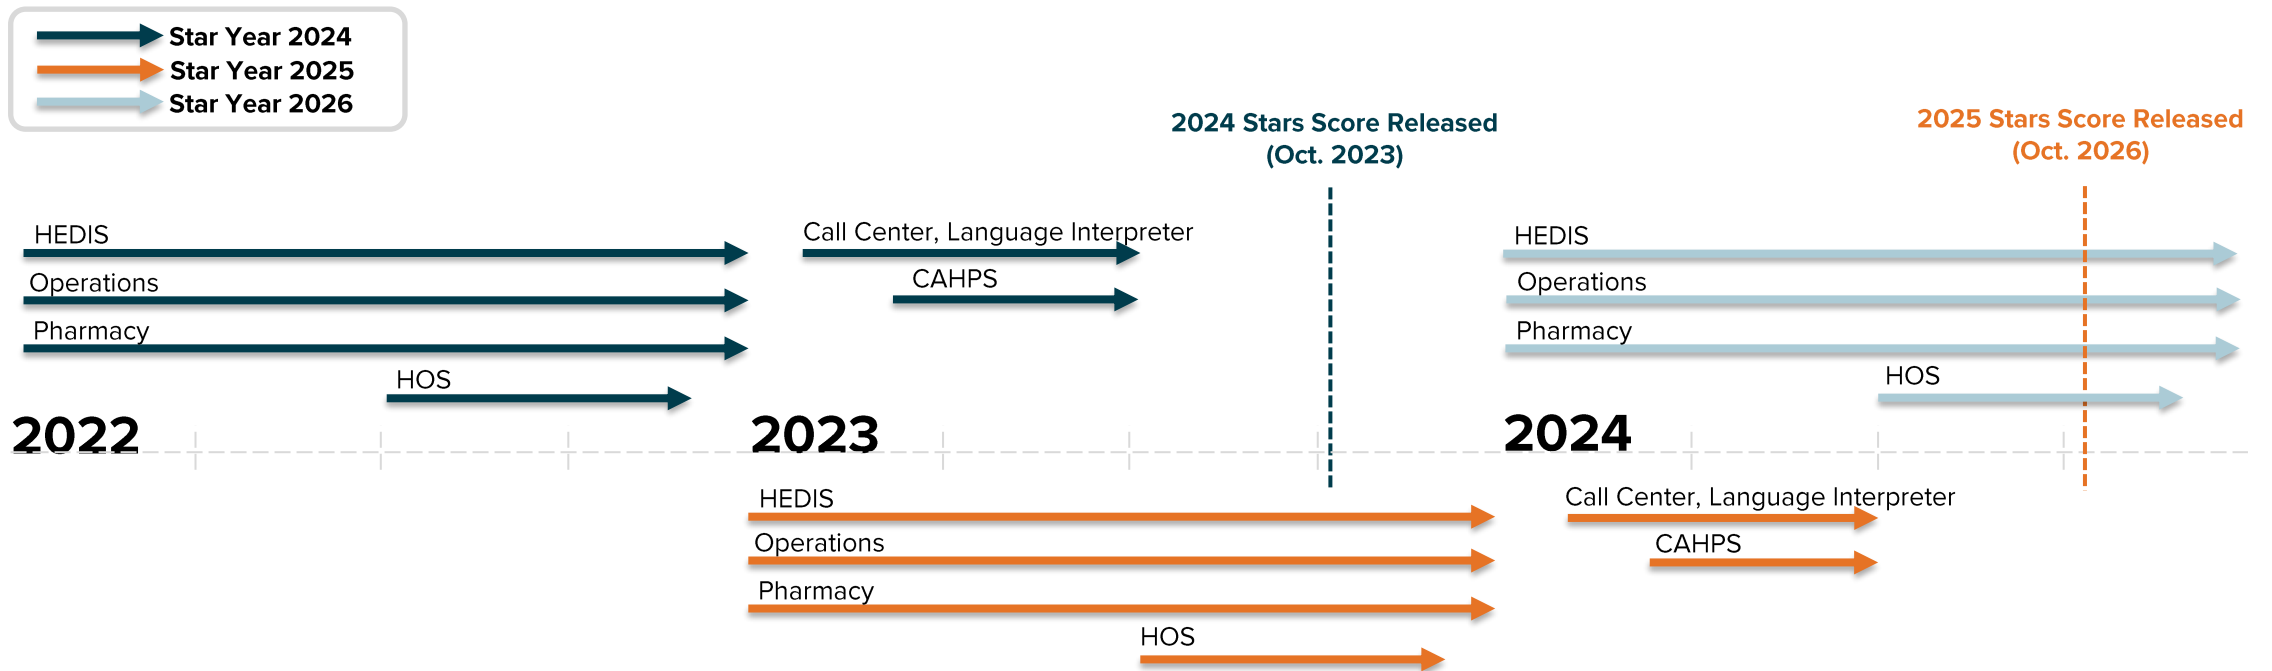 Star Year 2024
Star Year 2025
Star Year 2026
2024 Stars Score Released
(Oct. 2023)
2025 Stars Score Released
(Oct. 2026)
HEDIS
Operations
Pharmacy
HOS
Call Center, Language Interpreter
CAHPS
HEDIS
Operations
Pharmacy
HOS
2022
2023
2024
HEDIS
Operations
Pharmacy
HOS
Call Center, Language Interpreter
CAHPS